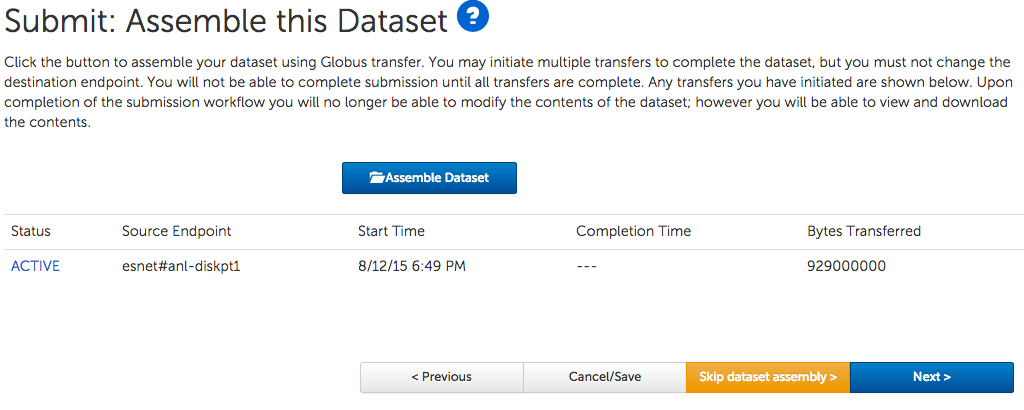 Submit: Assemble this Dataset ?
Click the button to assemble your dataset using Globus transfer. You may initiate multiple transfers to complete the dataset, but you must not change the
destination endpoint. You will not be able to complete submission until all transfers are complete. Any transfers you have initiated are shown below. Upon
completion of the submission workflow you will no longer be able to modify the contents of the dataset; however you will be able to view and download
the contents.
Assemble Dataset
Status Source Endpoint Start Time Completion Time Bytes Transferred
ACTIVE esnet#anl-diskpt1 8/12/15 6:49 PM --- 929000000
< Previous Cancel/Save Skip dataset assembly > Next >